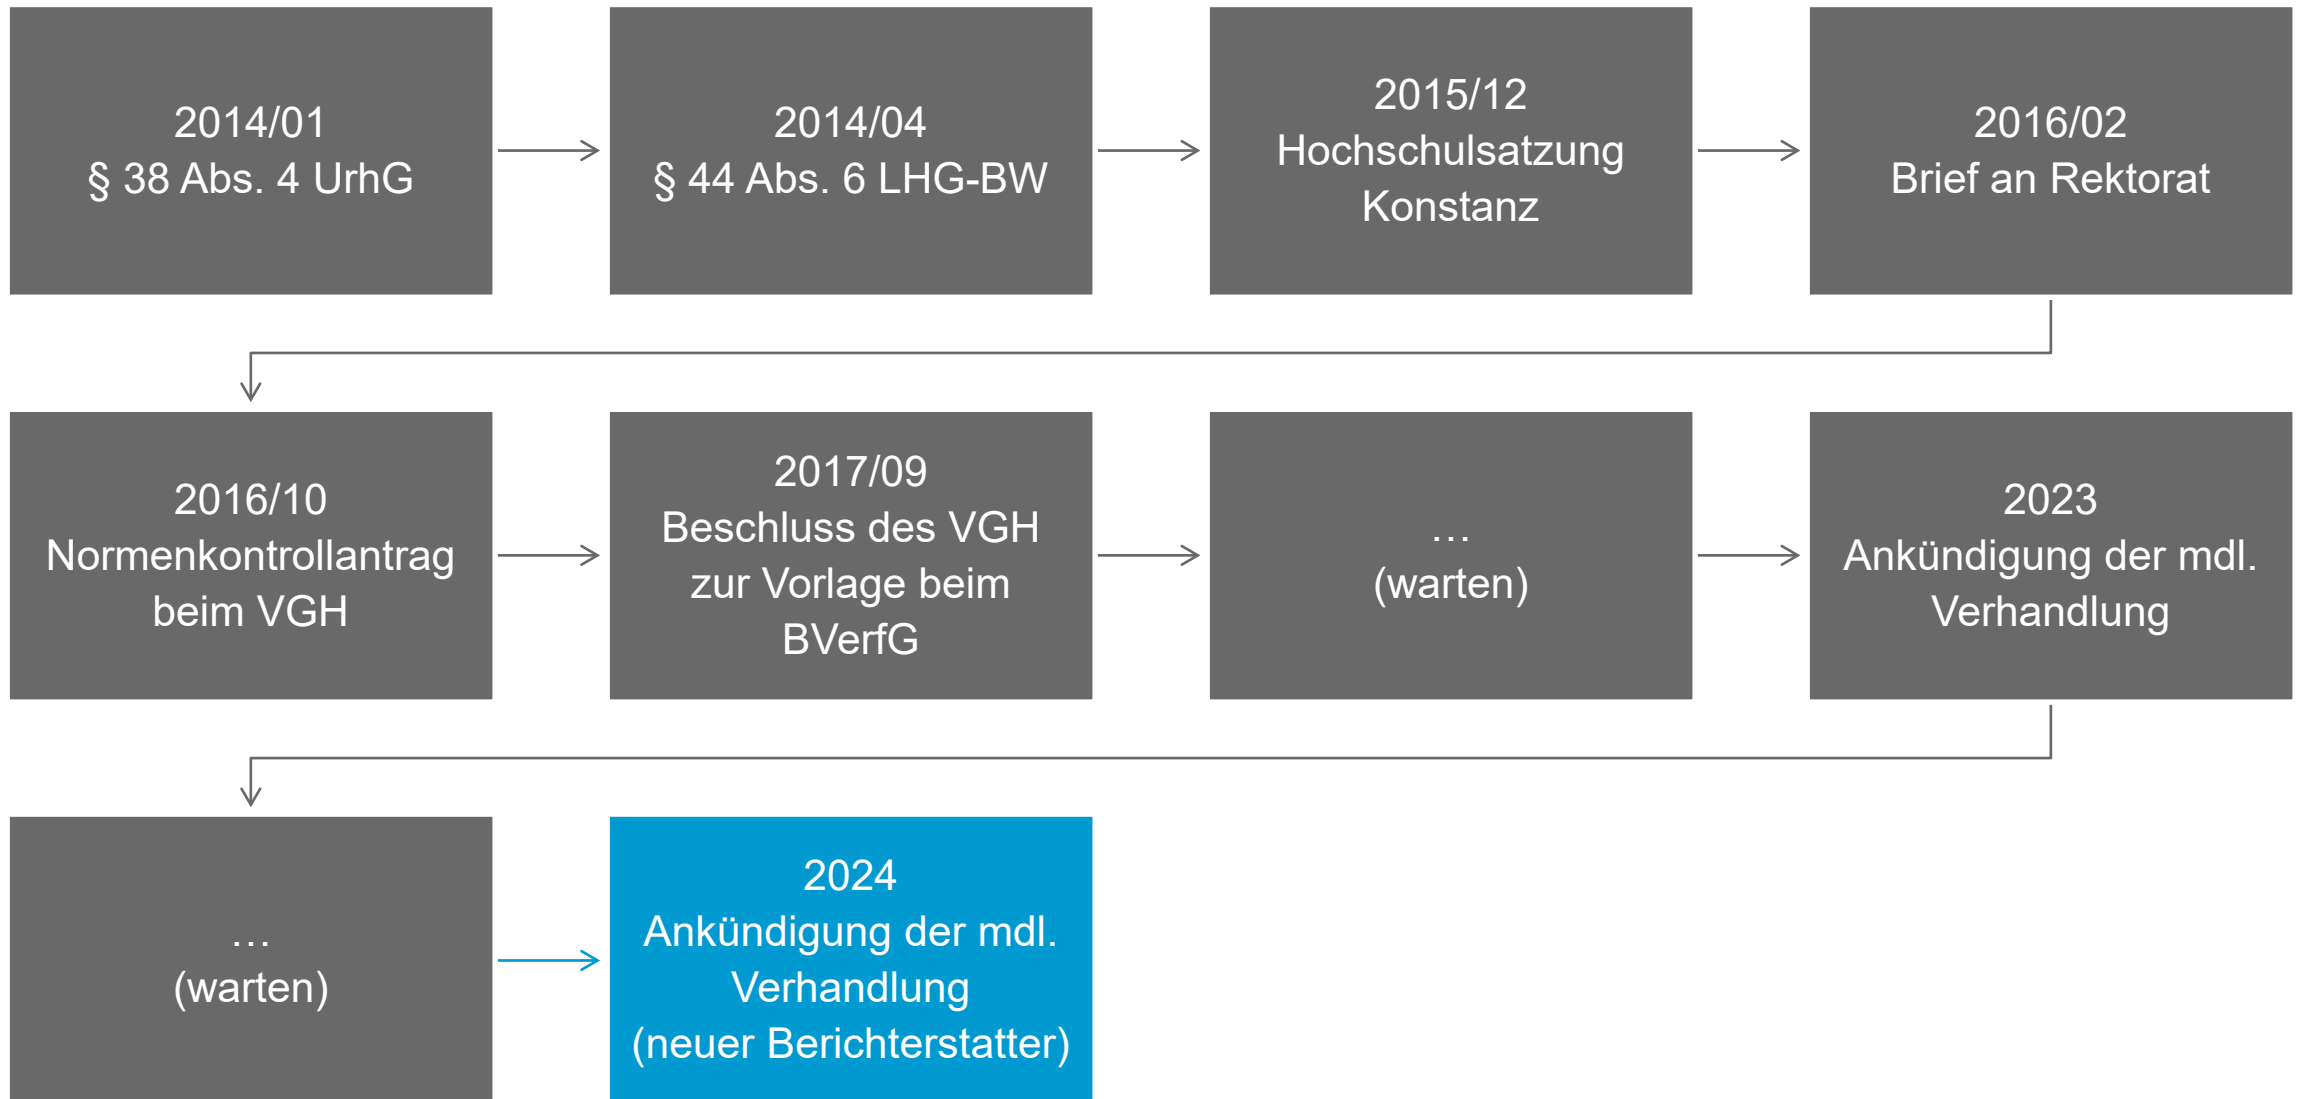 2014/01
§ 38 Abs. 4 UrhG
2014/04
§ 44 Abs. 6 LHG-BW
2015/12
Hochschulsatzung
Konstanz
2016/02
Brief an Rektorat
2016/10
Normenkontrollantrag
beim VGH
2017/09
Beschluss des VGH
zur Vorlage beim
BVerfG
…
(warten)
2023
Ankündigung der mdl.
Verhandlung
…
(warten)
2024
Ankündigung der mdl.
Verhandlung
(neuer Berichterstatter)